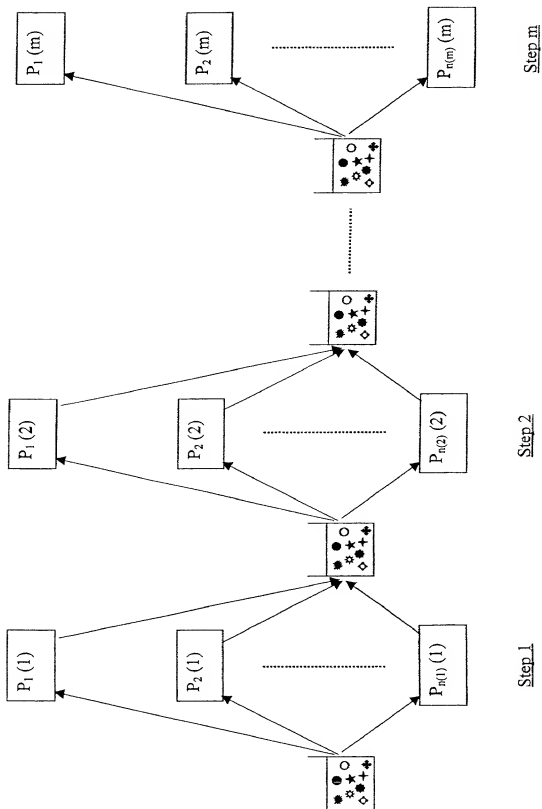 P₁ (1)
P₂ (1)
Pₙ₍₁₎ (1)
Step 1
P₁ (2)
P₂ (2)
Pₙ₍₂₎ (2)
Step 2
P₁ (m)
P₂ (m)
Pₙ₍ₘ₎ (m)
Step m